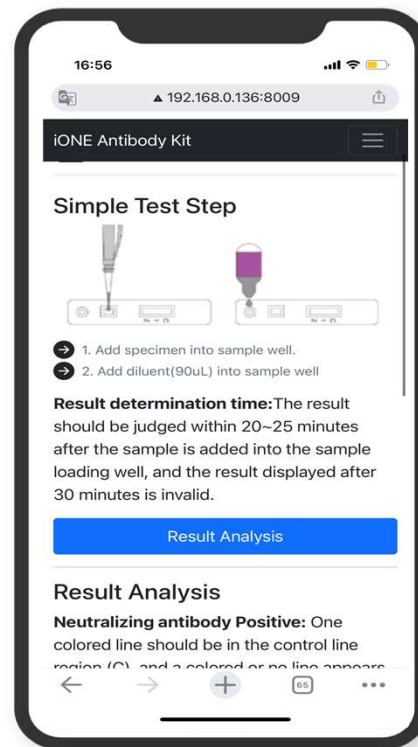 16:56
192.168.0.136:8009
iONE Antibody Kit
Simple Test Step
1. Add specimen into sample well.
2. Add diluent(90uL) into sample well
Result determination time:The result
should be judged within 20~25 minutes
after the sample is added into the sample
loading well, and the result displayed after
30 minutes is invalid.
Result Analysis
Result Analysis
Neutralizing antibody Positive: One
colored line should be in the control line
region (C), and a colored or no line appears
65